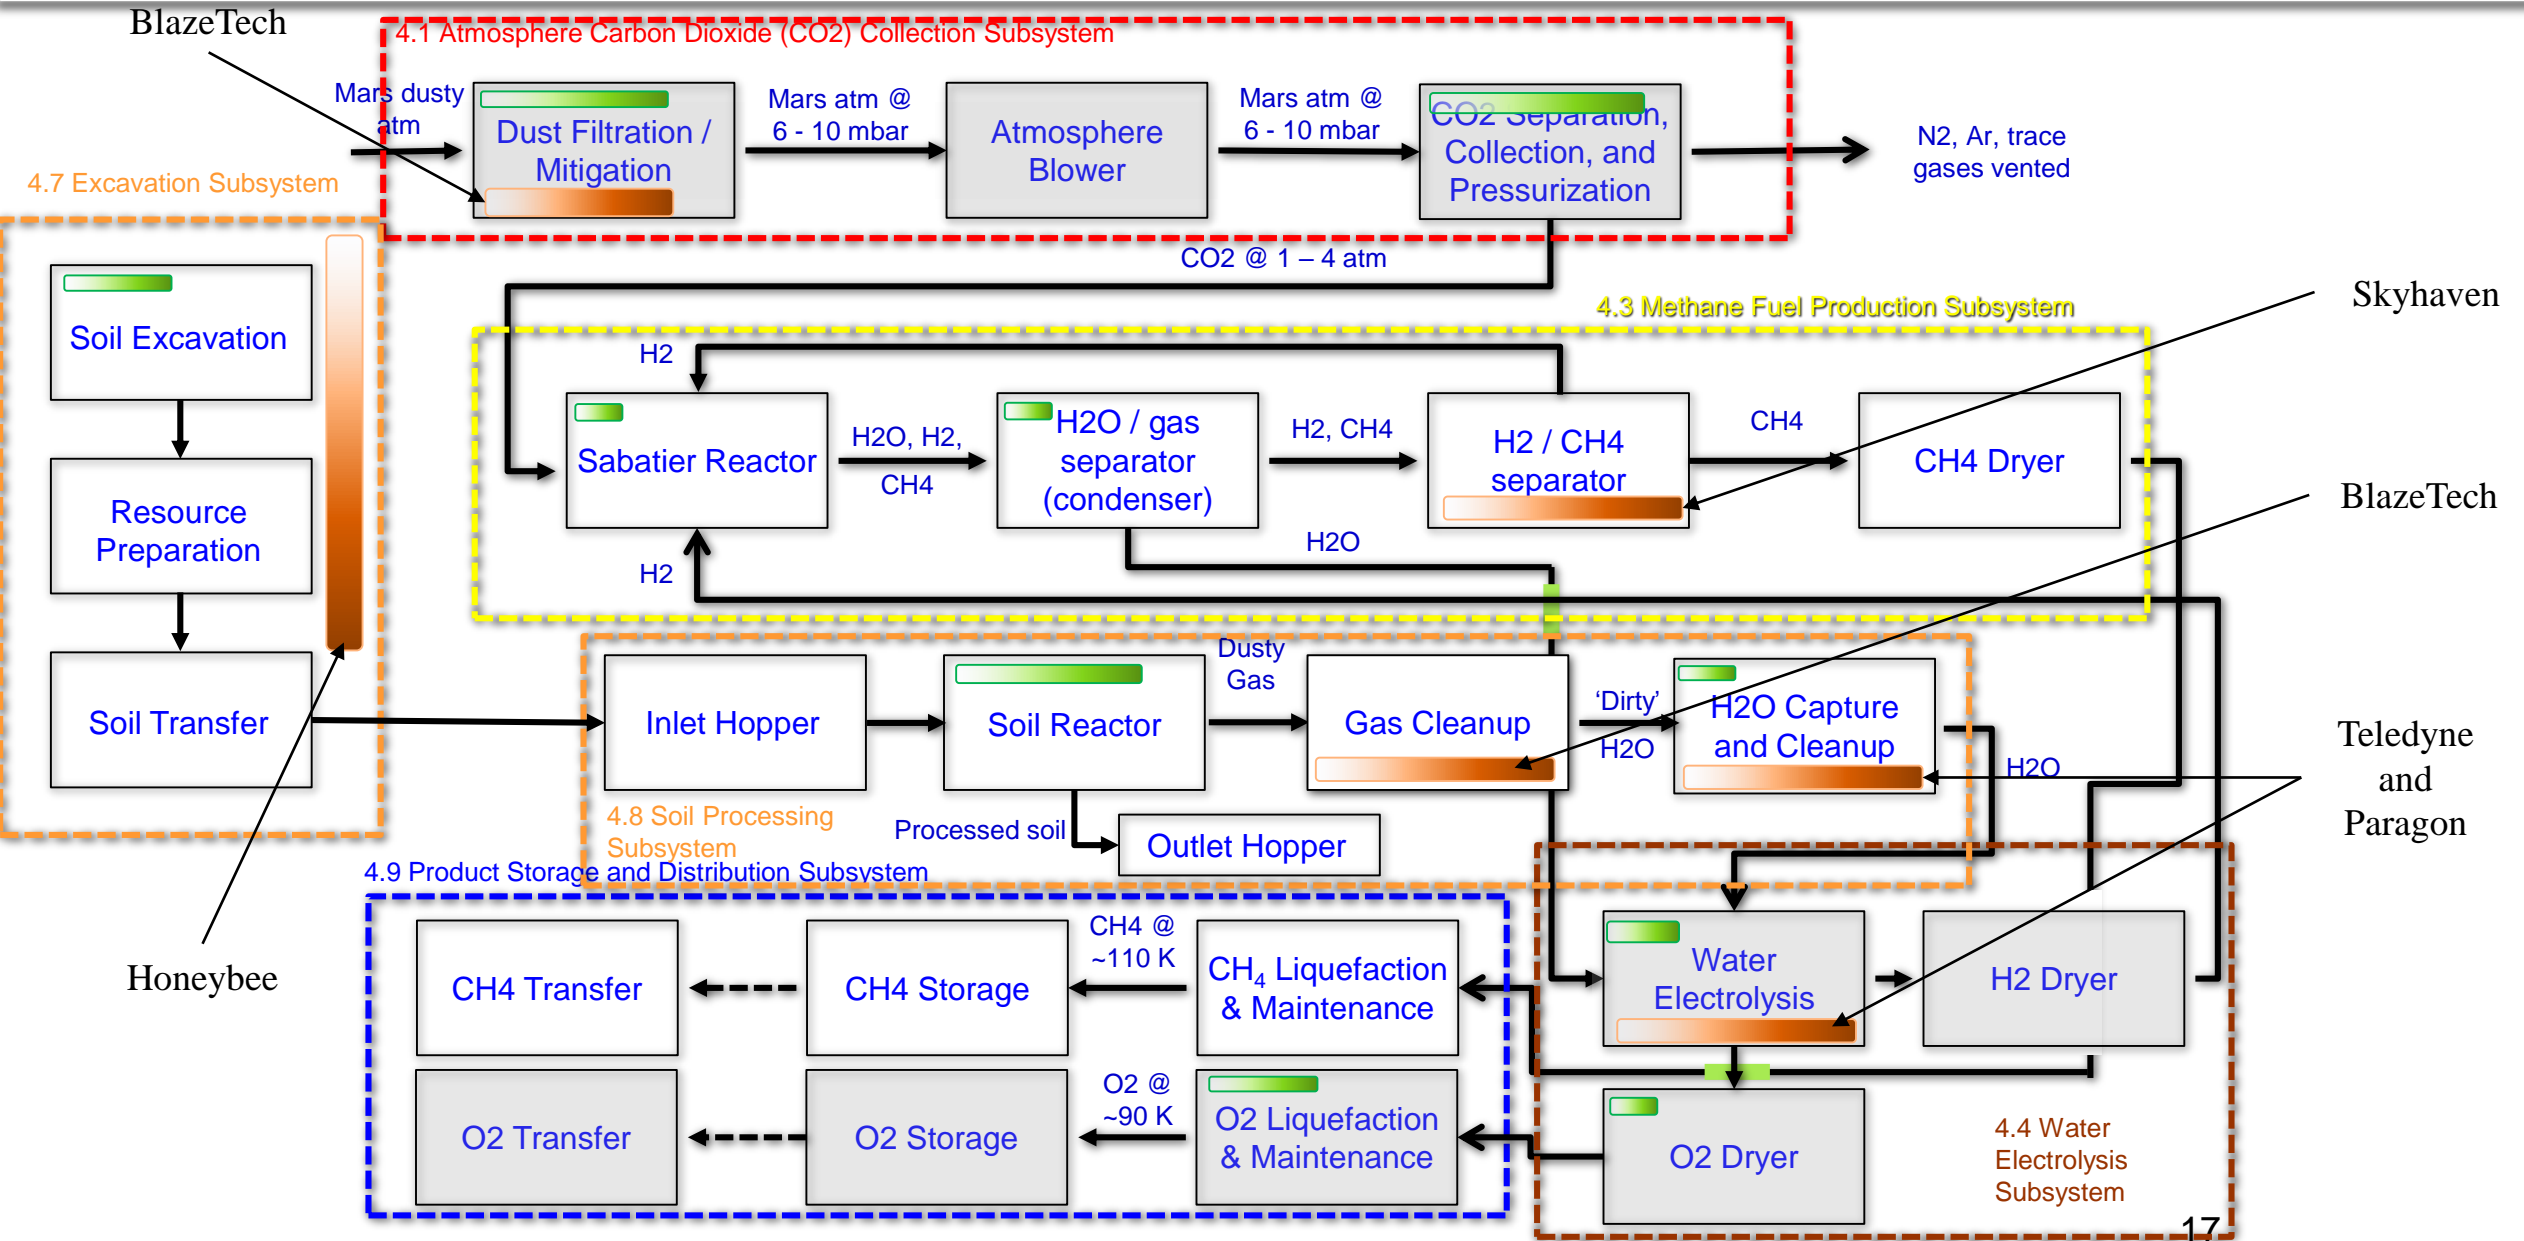 BlazeTech
4.1 Atmosphere Carbon Dioxide (CO2) Collection Subsystem
Mars dusty
atm
Dust Filtration /
Mitigation
Mars atm @
6 - 10 mbar
Atmosphere
Blower
Mars atm @
6 - 10 mbar
CO2 Separation,
Collection, and
Pressurization
N2, Ar, trace
gases vented
4.7 Excavation Subsystem
CO2 @ 1 – 4 atm
Soil Excavation
Resource
Preparation
Soil Transfer
Honeybee
4.3 Methane Fuel Production Subsystem
Skyhaven
H2
Sabatier Reactor
H2O, H2,
CH4
H2O / gas
separator
(condenser)
H2, CH4
H2 / CH4
separator
CH4
CH4 Dryer
BlazeTech
H2O
H2
Inlet Hopper
Soil Reactor
Dusty
Gas
Gas Cleanup
‘Dirty’
H2O
H2O Capture
and Cleanup
H2O
Teledyne
and
Paragon
4.8 Soil Processing
Subsystem
Processed soil
Outlet Hopper
4.9 Product Storage and Distribution Subsystem
CH4 Transfer
CH4 Storage
CH4 @
~110 K
CH4 Liquefaction
& Maintenance
Water
Electrolysis
H2 Dryer
O2 Transfer
O2 Storage
O2 @
~90 K
O2 Liquefaction
& Maintenance
O2 Dryer
4.4 Water
Electrolysis
Subsystem
17